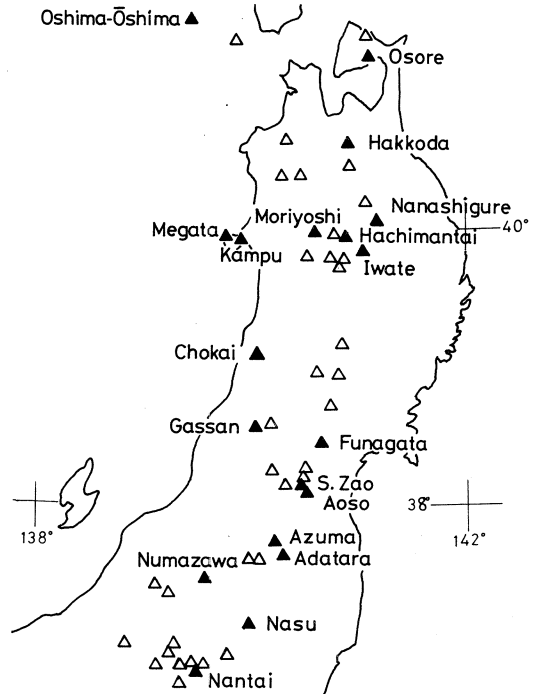 Oshima-Ōshima
Osore
Hakkoda
Nanashigure
Moriyoshi
Megata
40°
Hachimantai
Kampu
Iwate
Chokai
Gassan
Funagata
S. Zao
Aoso
38°
138°
142°
Azuma
Numazawa
Adatara
Nasu
Nantai